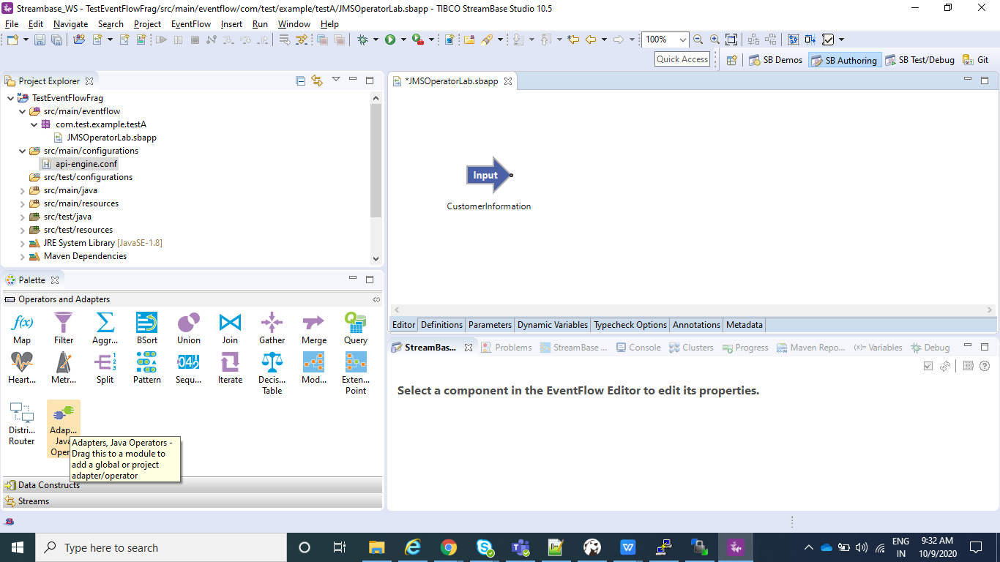 Streambase_WS - TestEventFlowFrag/src/main/eventflow/com/test/example/testA/JMSOperatorLab.sbapp - TIBCO StreamBase Studio 10.5
File Edit Navigate Search Project EventFlow Insert Run Window Help
100%
Quick Access
SB Demos
SB Authoring
SB Test/Debug
Git
Project Explorer
TestEventFlowFrag
src/main/eventflow
com.test.example.testA
JMSOperatorLab.sbapp
src/main/configurations
api-engine.conf
src/test/configurations
src/main/java
src/main/resources
src/test/java
src/test/resources
JRE System Library [JavaSE-1.8]
Maven Dependencies
*JMSOperatorLab.sbapp
Input
CustomerInformation
Editor Definitions Parameters Dynamic Variables Typecheck Options Annotations Metadata
Palette
Operators and Adapters
f(x)
Map Filter Aggr... BSort Union Join Gather Merge Query
1
2
3
042
Heart... Metr... Split Pattern Sequ... Iterate Decis... Table Mod... Exten... Point
Distri... Router
Adap... Java Oper
Adapters, Java Operators -
Drag this to a module to
add a global or project
adapter/operator
Data Constructs
Streams
StreamBas... Problems StreamBase ... Console Clusters Progress Maven Repo... (x)= Variables Debug
Select a component in the EventFlow Editor to edit its properties.
Type here to search
ENG
IN
9:32 AM
10/9/2020